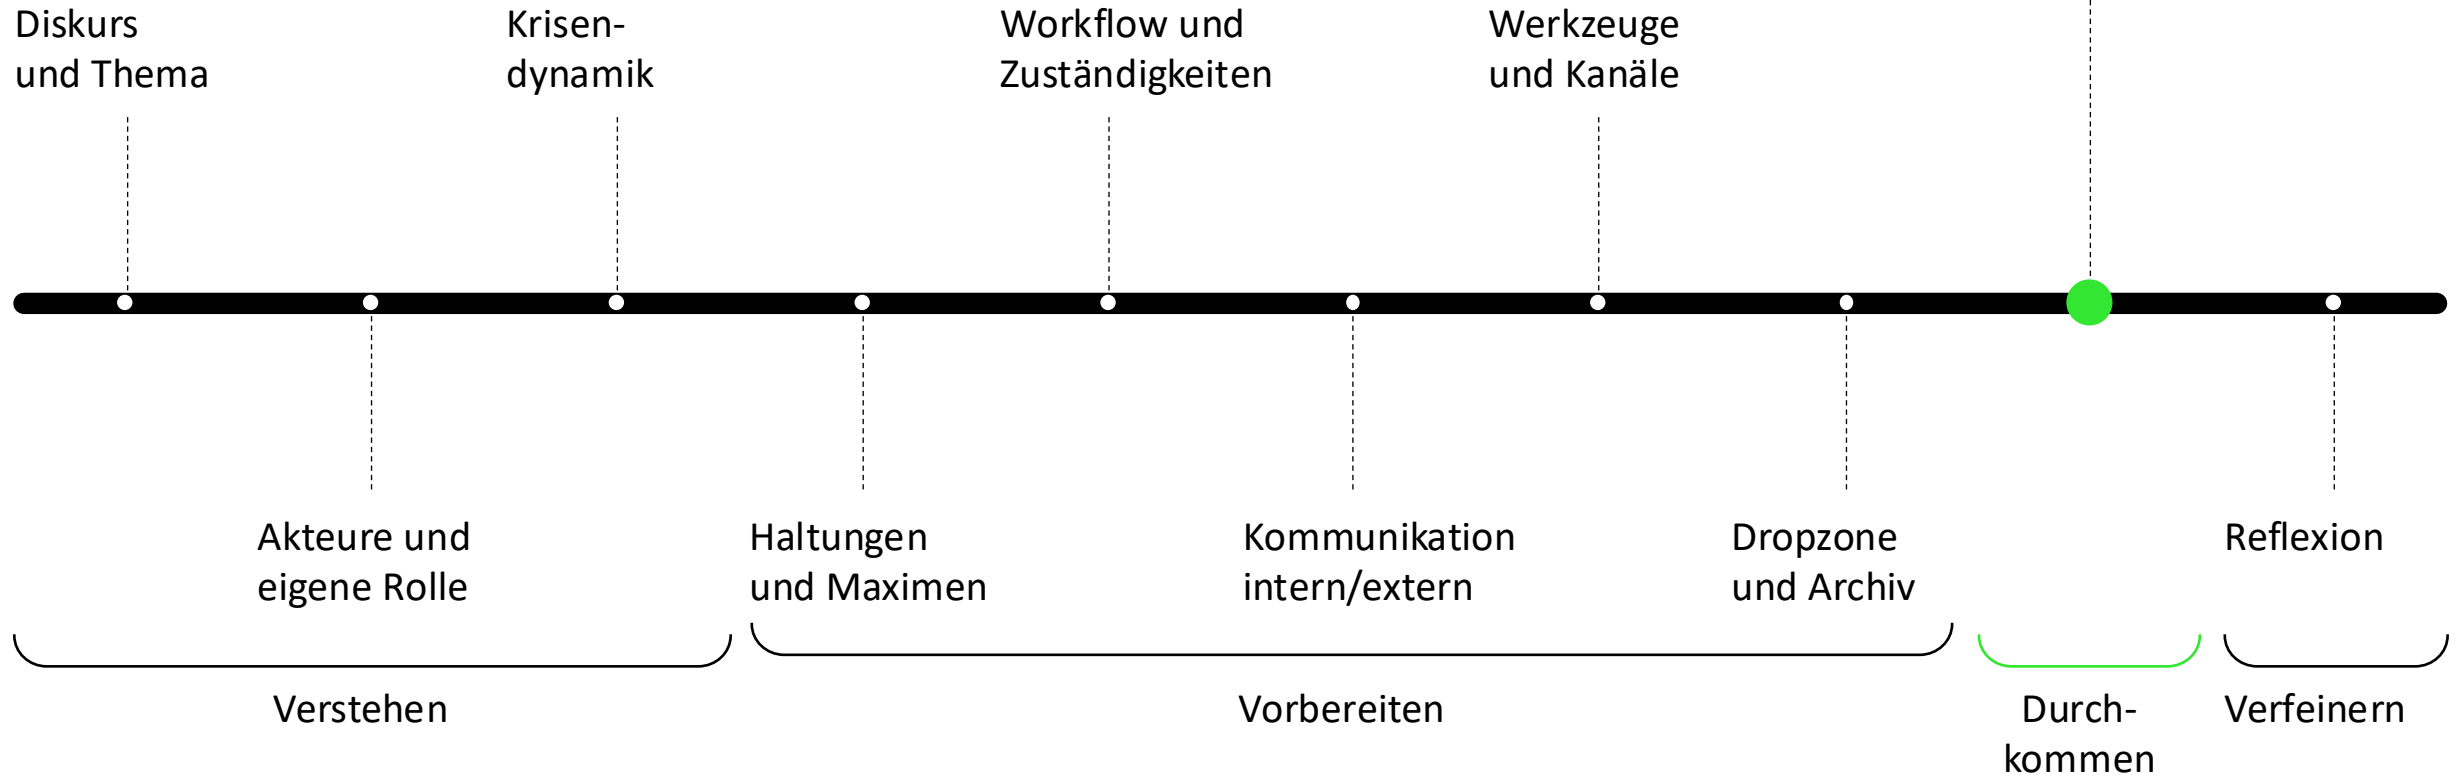 Diskurs
und Thema
Krisen-
dynamik
Workflow und
Zuständigkeiten
Werkzeuge
und Kanäle
Akteure und
eigene Rolle
Haltungen
und Maximen
Kommunikation
intern/extern
Dropzone
und Archiv
Reflexion
Verstehen
Vorbereiten
Durch-
kommen
Verfeinern